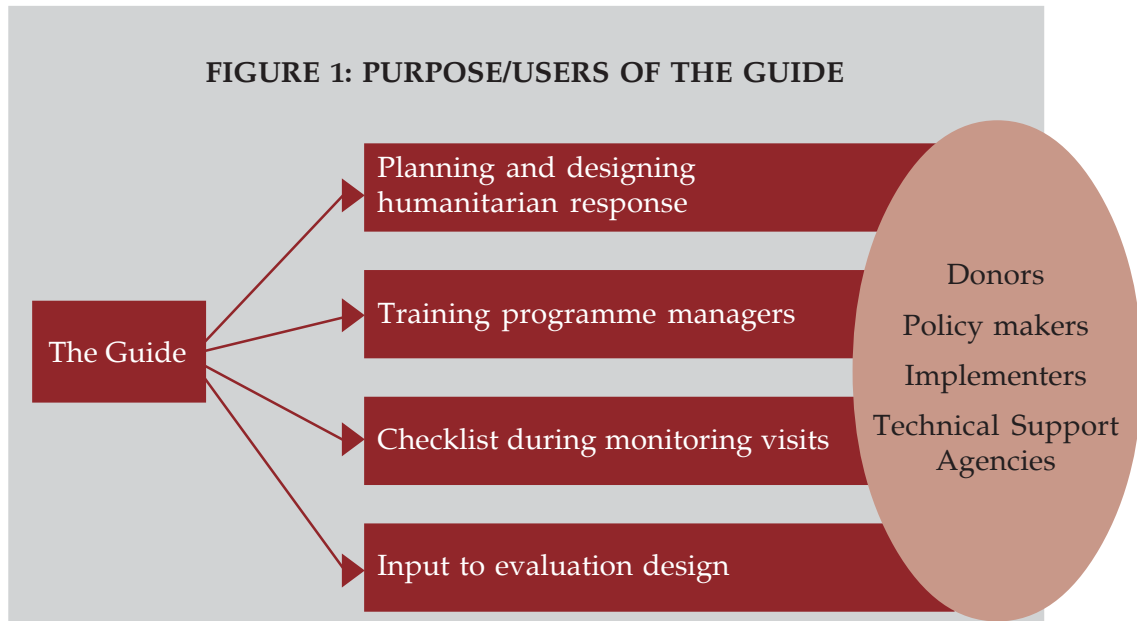 FIGURE 1: PURPOSE/USERS OF THE GUIDE
The Guide
Planning and designing
humanitarian response
Training programme managers
Checklist during monitoring visits
Input to evaluation design
Donors
Policy makers
Implementers
Technical Support
Agencies